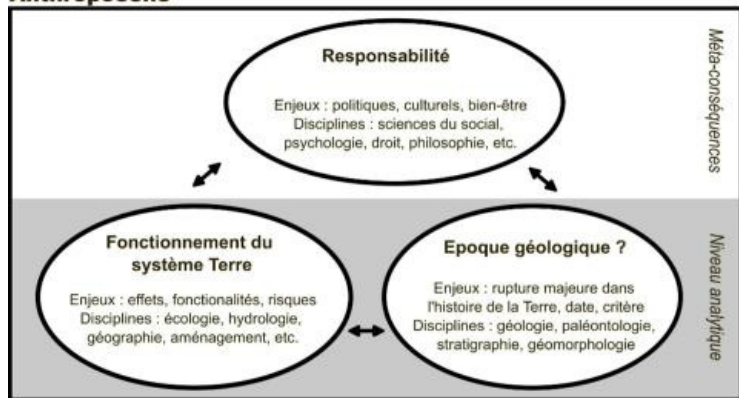 Responsabilité
Enjeux : politiques, culturels, bien-être
Disciplines : sciences du social,
psychologie, droit, philosophie, etc.
Méta-conséquences
Fonctionnement du
système Terre
Enjeux : effets, fonctionalités, risques
Disciplines : écologie, hydrologie,
géographie, aménagement, etc.
Epoque géologique ?
Enjeux : rupture majeure dans
l'histoire de la Terre, date, critère
Disciplines : géologie, paléontologie,
stratigraphie, géomorphologie
Niveau analytique